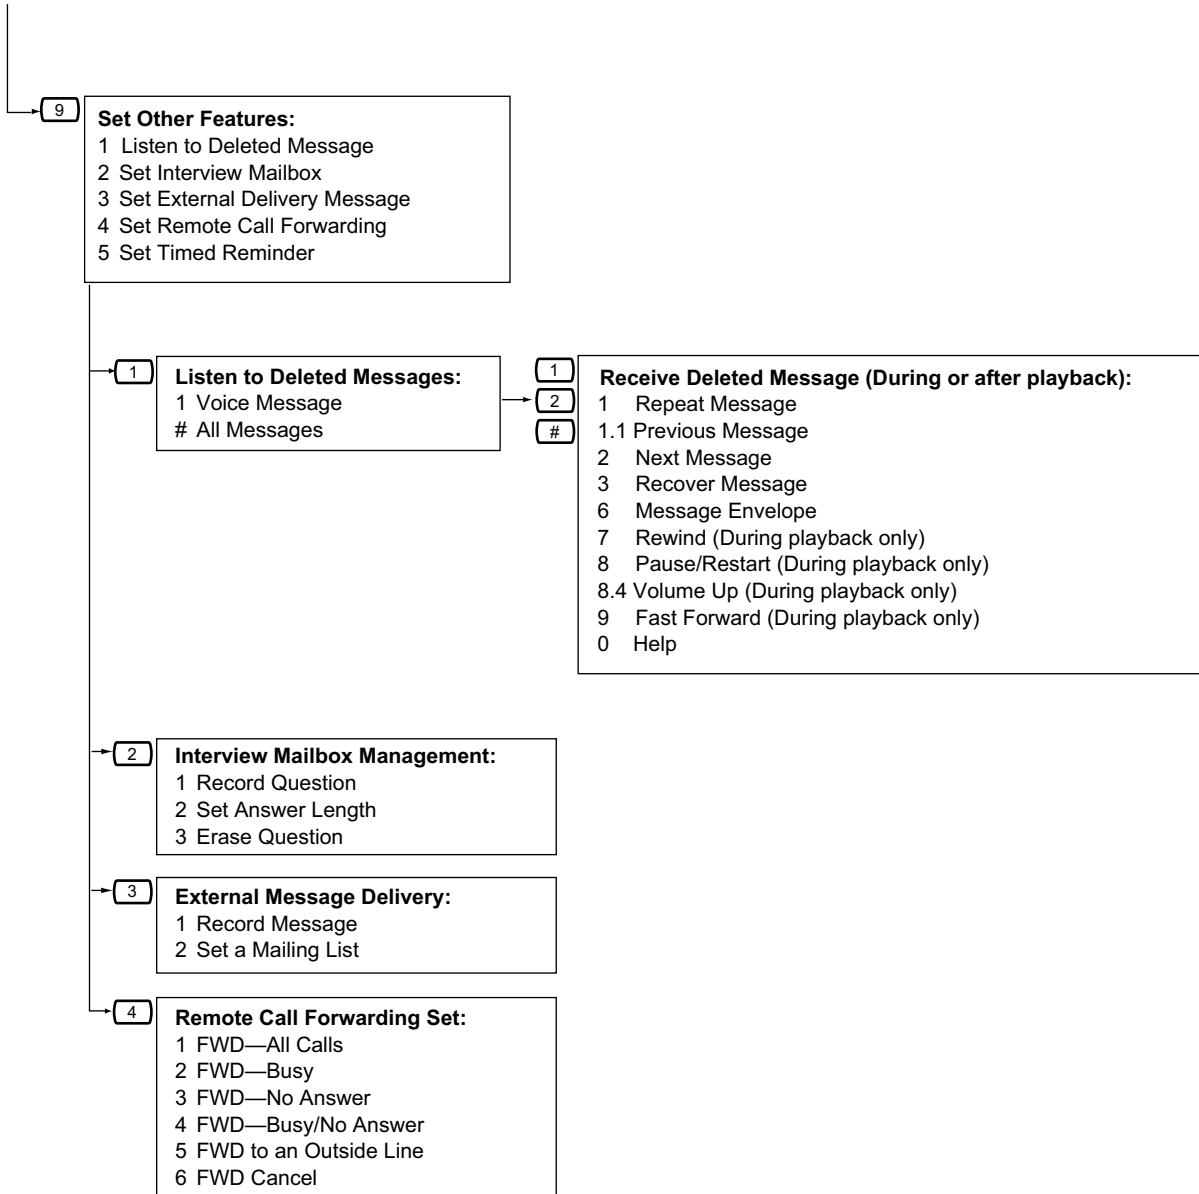 9
Set Other Features:
1 Listen to Deleted Message
2 Set Interview Mailbox
3 Set External Delivery Message
4 Set Remote Call Forwarding
5 Set Timed Reminder
1
Listen to Deleted Messages:
1 Voice Message
# All Messages
1
2
#
Receive Deleted Message (During or after playback):
1 Repeat Message
1.1 Previous Message
2 Next Message
3 Recover Message
6 Message Envelope
7 Rewind (During playback only)
8 Pause/Restart (During playback only)
8.4 Volume Up (During playback only)
9 Fast Forward (During playback only)
0 Help
2
Interview Mailbox Management:
1 Record Question
2 Set Answer Length
3 Erase Question
3
External Message Delivery:
1 Record Message
2 Set a Mailing List
4
Remote Call Forwarding Set:
1 FWD—All Calls
2 FWD—Busy
3 FWD—No Answer
4 FWD—Busy/No Answer
5 FWD to an Outside Line
6 FWD Cancel